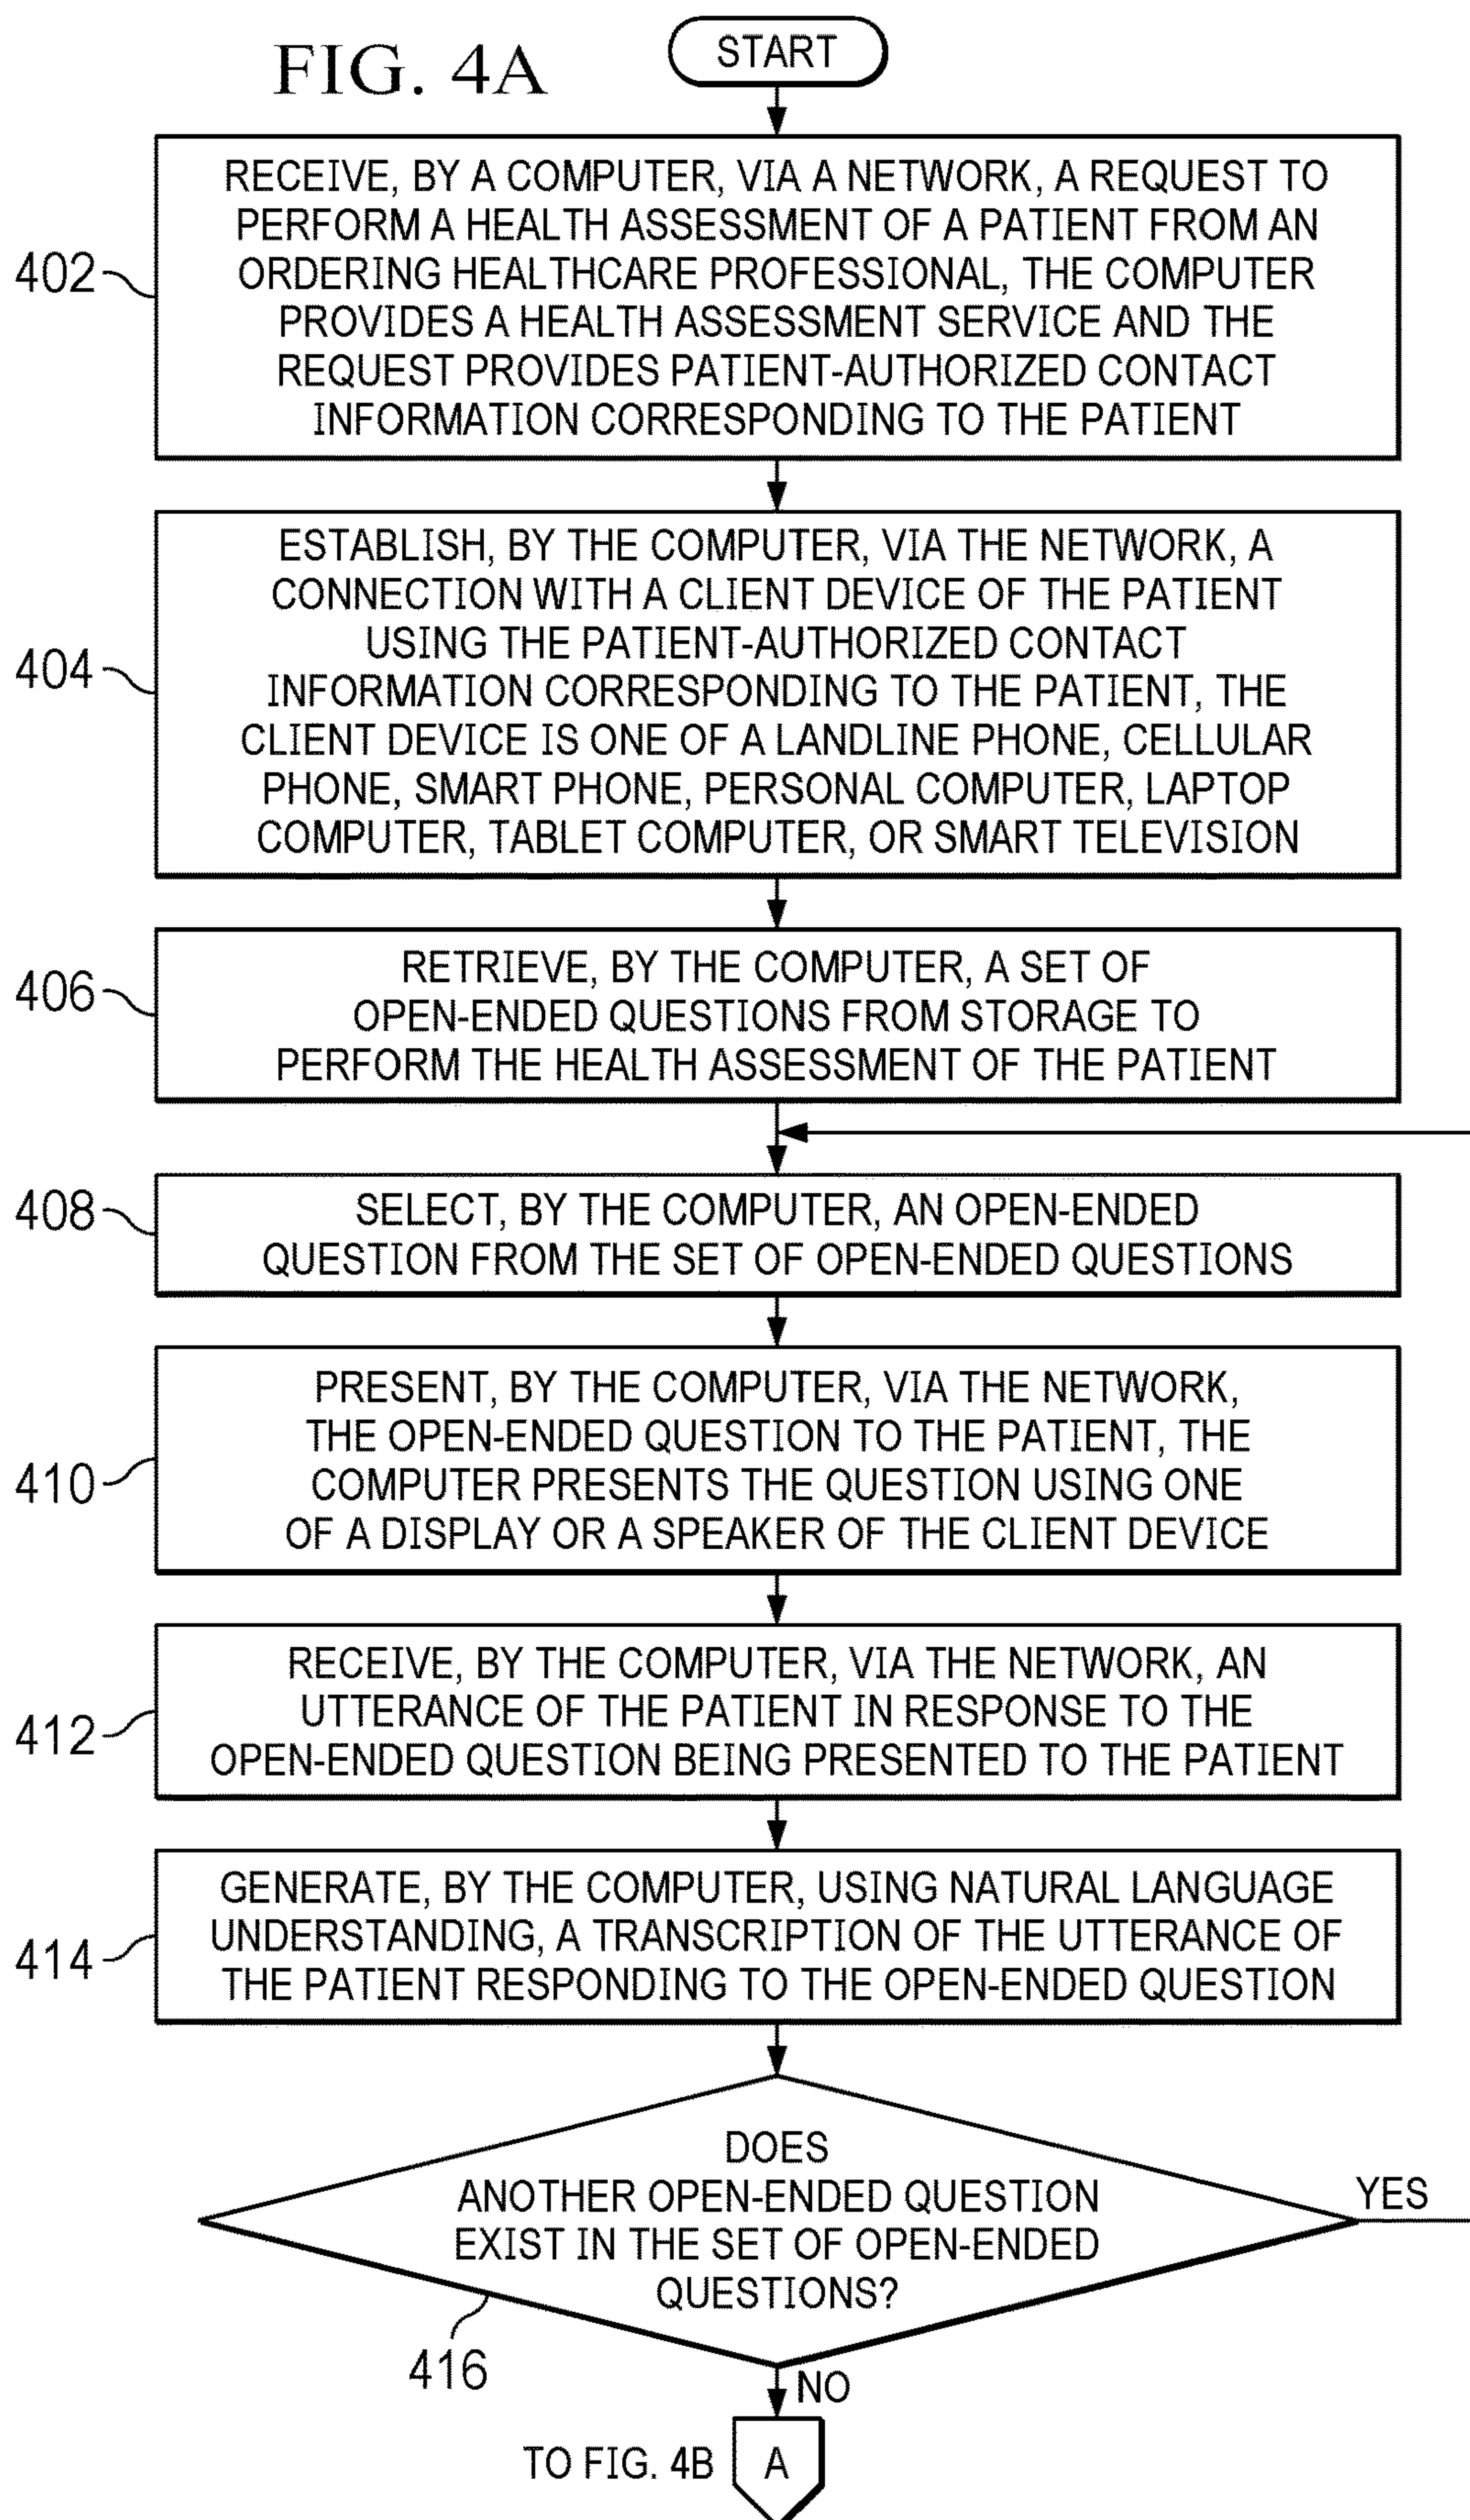 FIG. 4A
START
RECEIVE, BY A COMPUTER, VIA A NETWORK, A REQUEST TO
PERFORM A HEALTH ASSESSMENT OF A PATIENT FROM AN
402
ORDERING HEALTHCARE PROFESSIONAL, THE COMPUTER
PROVIDES A HEALTH ASSESSMENT SERVICE AND THE
REQUEST PROVIDES PATIENT-AUTHORIZED CONTACT
INFORMATION CORRESPONDING TO THE PATIENT
ESTABLISH, BY THE COMPUTER, VIA THE NETWORK, A
CONNECTION WITH A CLIENT DEVICE OF THE PATIENT
USING THE PATIENT-AUTHORIZED CONTACT
404
INFORMATION CORRESPONDING TO THE PATIENT, THE
CLIENT DEVICE IS ONE OF A LANDLINE PHONE, CELLULAR
PHONE, SMART PHONE, PERSONAL COMPUTER, LAPTOP
COMPUTER, TABLET COMPUTER, OR SMART TELEVISION
406
RETRIEVE, BY THE COMPUTER, A SET OF
OPEN-ENDED QUESTIONS FROM STORAGE TO
PERFORM THE HEALTH ASSESSMENT OF THE PATIENT
408
SELECT, BY THE COMPUTER, AN OPEN-ENDED
QUESTION FROM THE SET OF OPEN-ENDED QUESTIONS
PRESENT, BY THE COMPUTER, VIA THE NETWORK,
THE OPEN-ENDED QUESTION TO THE PATIENT, THE
410
COMPUTER PRESENTS THE QUESTION USING ONE
OF A DISPLAY OR A SPEAKER OF THE CLIENT DEVICE
RECEIVE, BY THE COMPUTER, VIA THE NETWORK, AN
UTTERANCE OF THE PATIENT IN RESPONSE TO THE
412
OPEN-ENDED QUESTION BEING PRESENTED TO THE PATIENT
GENERATE, BY THE COMPUTER, USING NATURAL LANGUAGE
UNDERSTANDING, A TRANSCRIPTION OF THE UTTERANCE OF
414
THE PATIENT RESPONDING TO THE OPEN-ENDED QUESTION
DOES
ANOTHER OPEN-ENDED QUESTION
EXIST IN THE SET OF OPEN-ENDED
QUESTIONS?
YES
416
NO
TO FIG. 4B
A